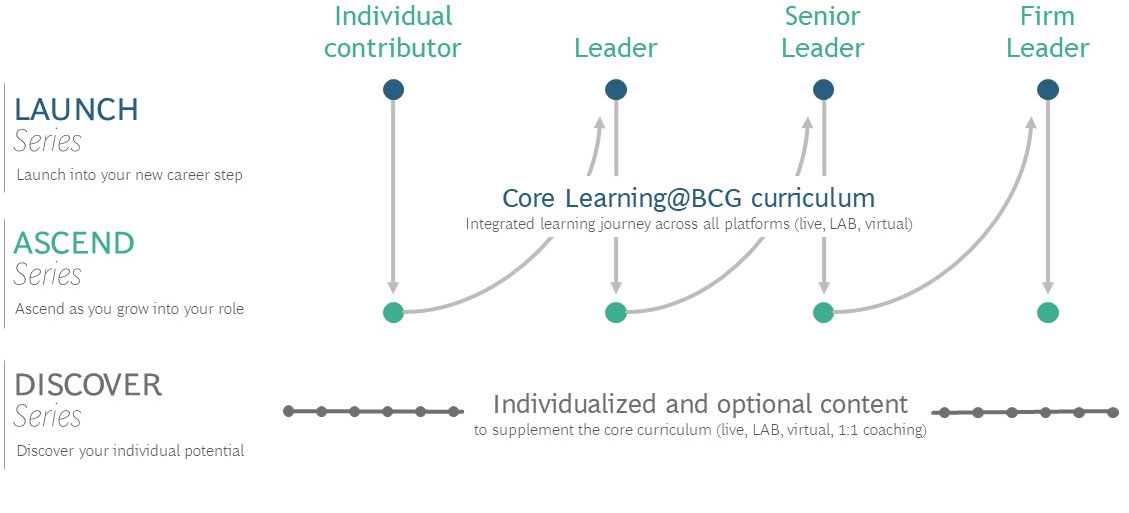 Individual
contributor
Leader
Senior
Leader
Firm
Leader
LAUNCH
Series
Launch into your new career step
Core Learning@BCG curriculum
Integrated learning journey across all platforms (live, LAB, virtual)
ASCEND
Series
Ascend as you grow into your role
DISCOVER
Series
Discover your individual potential
Individualized and optional content
to supplement the core curriculum (live, LAB, virtual, 1:1 coaching)